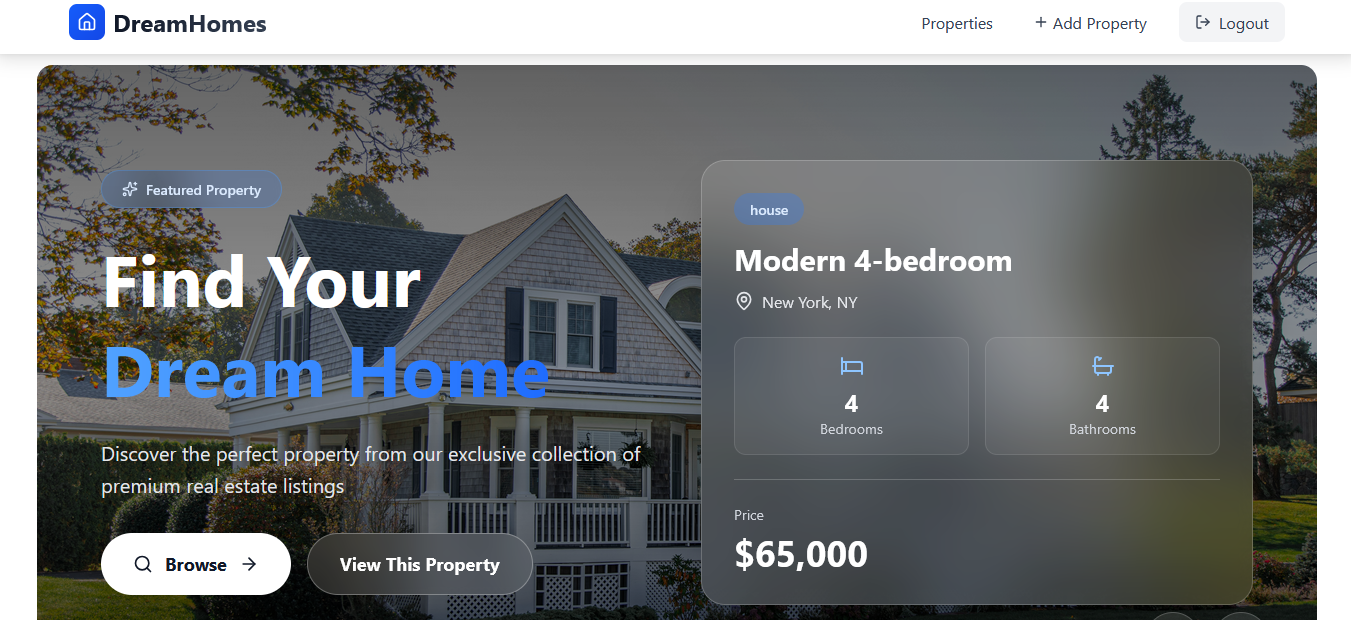 DreamHomes
Properties
Add Property
Logout
Featured Property
Find Your
Dream Home
Discover the perfect property from our exclusive collection of
premium real estate listings
Browse
View This Property
house
Modern 4-bedroom
New York, NY
4
Bedrooms
4
Bathrooms
Price
$65,000